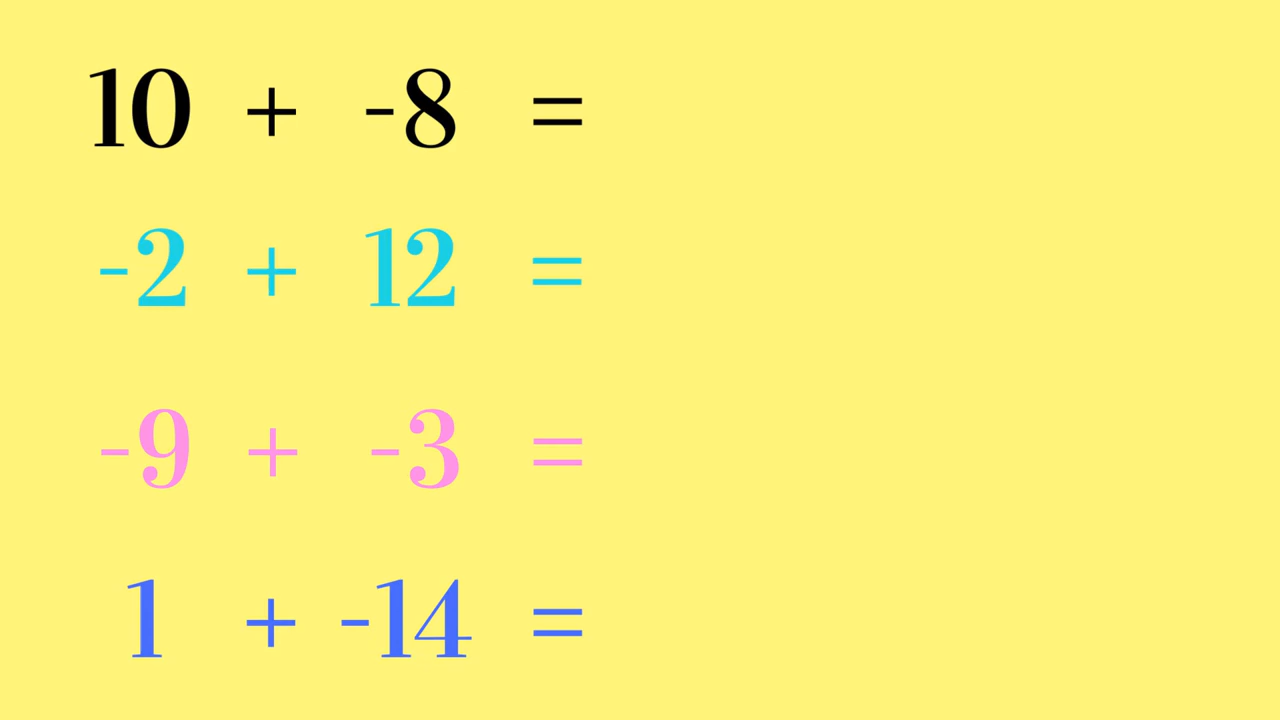 10 + -8 =
-2 + 12 =
-9 + -3 =
1 + -14 =